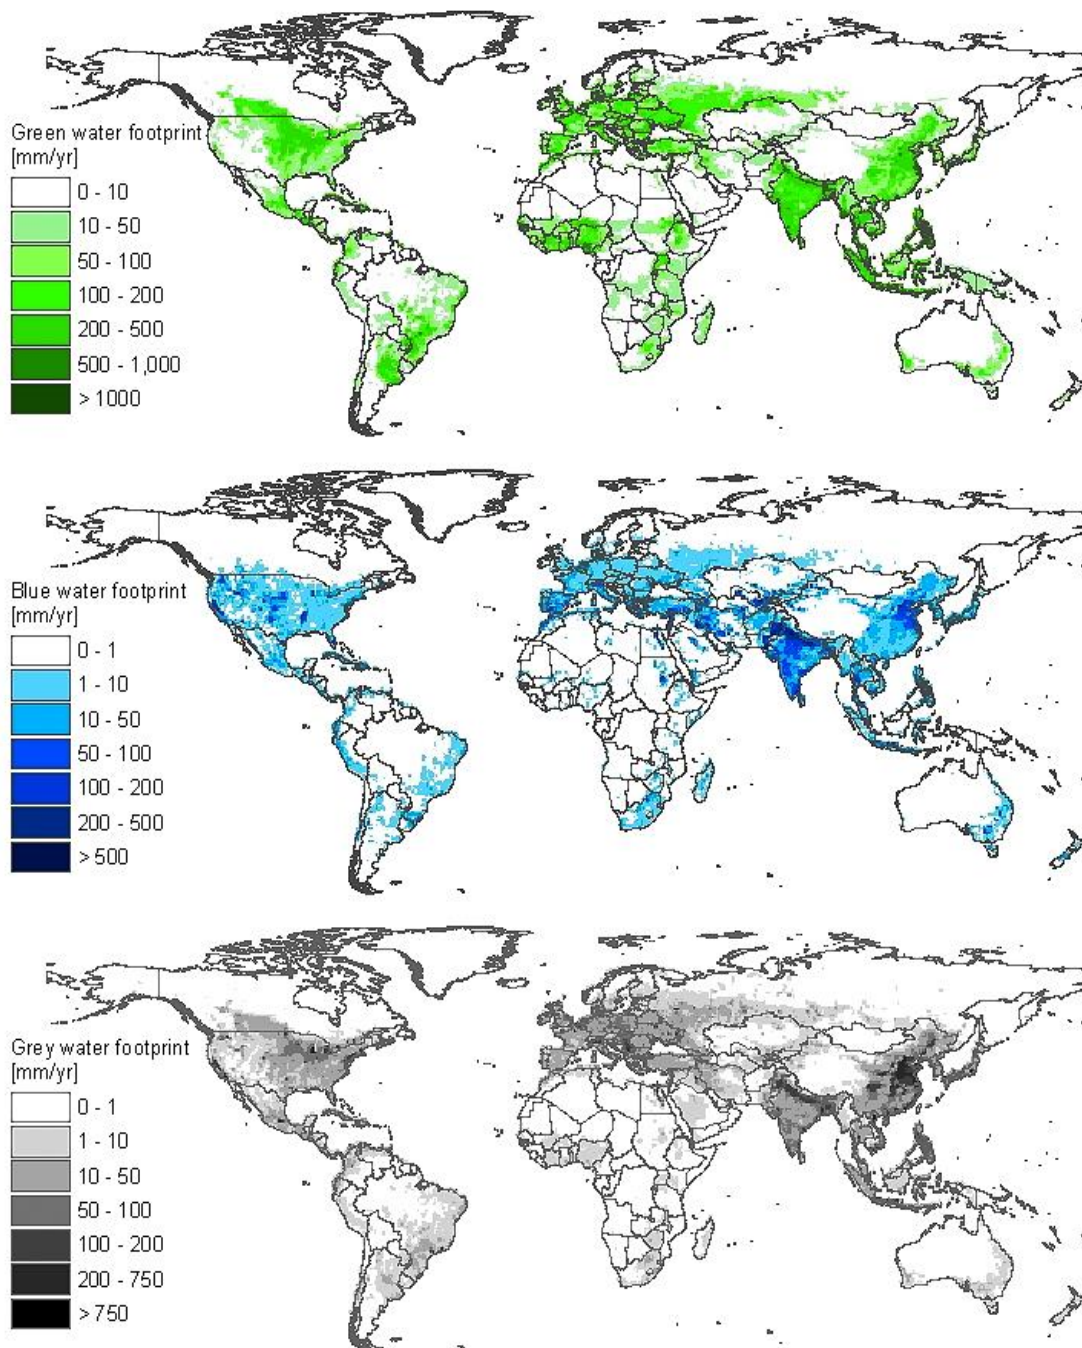 Green water footprint
[mm/yr]
0 - 10
10 - 50
50 - 100
100 - 200
200 - 500
500 - 1,000
> 1000
Blue water footprint
[mm/yr]
0 - 1
1 - 10
10 - 50
50 - 100
100 - 200
200 - 500
> 500
Grey water footprint
[mm/yr]
0 - 1
1 - 10
10 - 50
50 - 100
100 - 200
200 - 750
> 750